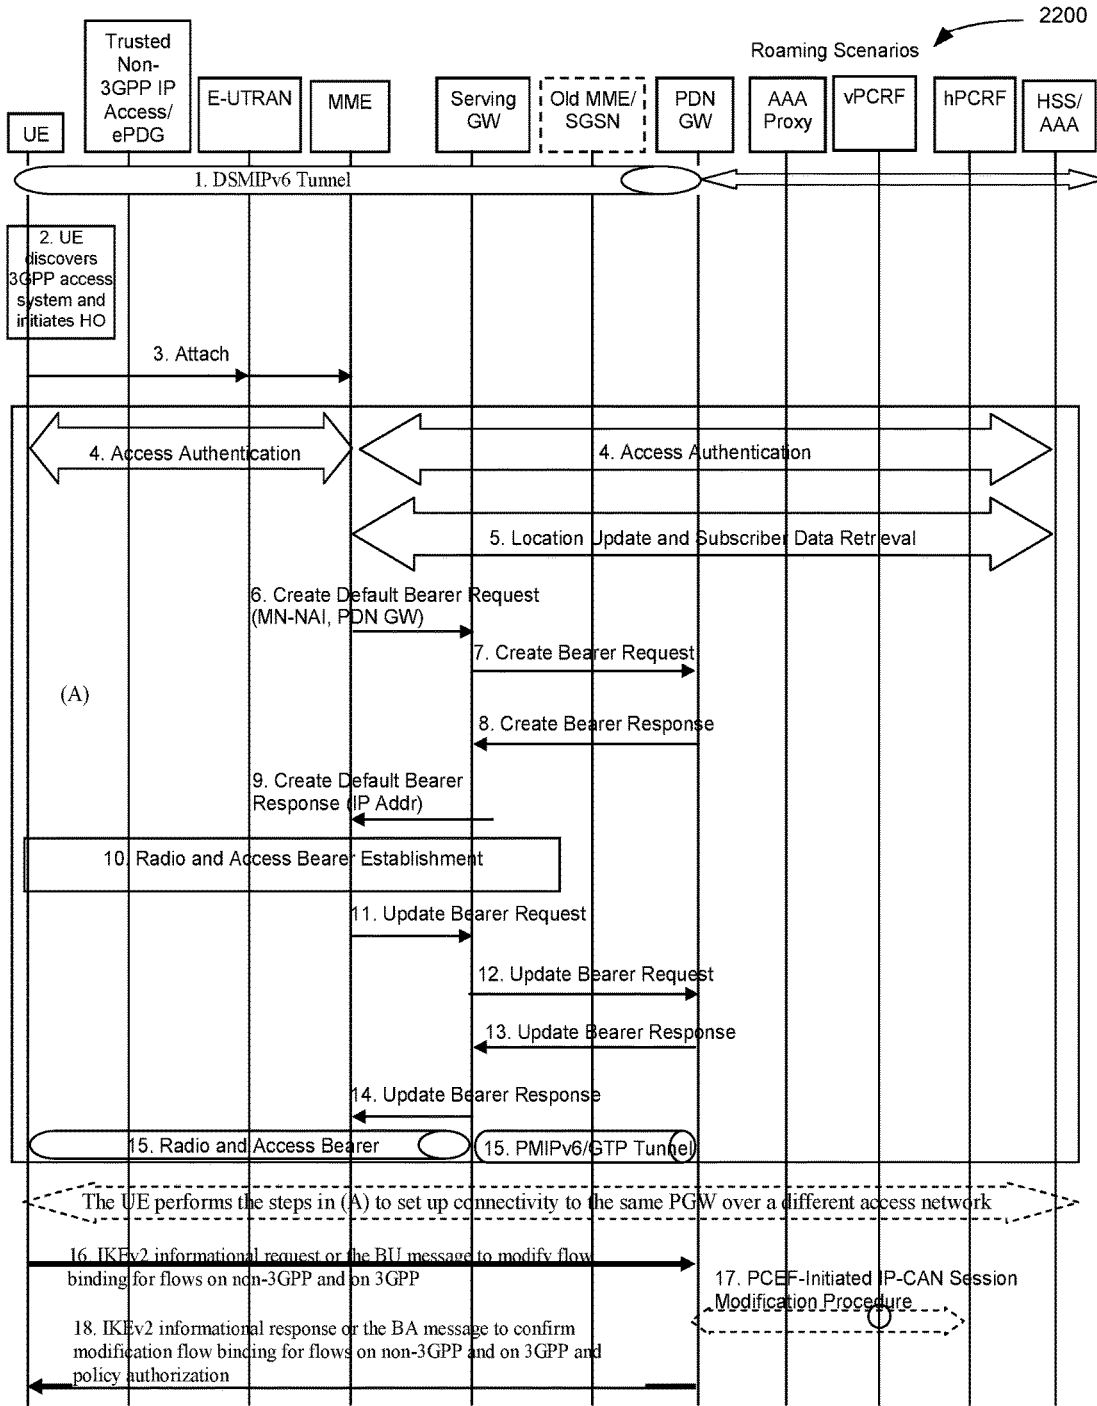 2200
Roaming Scenarios
UE
Trusted
Non-
3GPP IP
Access/
ePDG
E-UTRAN
MME
Serving
GW
Old MME/
SGSN
PDN
GW
AAA
Proxy
vPCRF
hPCRF
HSS/
AAA
1. DSMIPv6 Tunnel
2. UE
discovers
3GPP access
system and
initiates HO
3. Attach
4. Access Authentication
4. Access Authentication
5. Location Update and Subscriber Data Retrieval
6. Create Default Bearer Request
(MN-NAI, PDN GW)
7. Create Bearer Request
(A)
8. Create Bearer Response
9. Create Default Bearer
Response (IP Addr)
10. Radio and Access Bearer Establishment
11. Update Bearer Request
12. Update Bearer Request
13. Update Bearer Response
14. Update Bearer Response
15. Radio and Access Bearer
15. PMIPv6/GTP Tunnel
The UE performs the steps in (A) to set up connectivity to the same PGW over a different access network
16. IKEv2 informational request or the BU message to modify flow
binding for flows on non-3GPP and on 3GPP
17. PCEF-Initiated IP-CAN Session
Modification Procedure
18. IKEv2 informational response or the BA message to confirm
modification flow binding for flows on non-3GPP and on 3GPP and
policy authorization